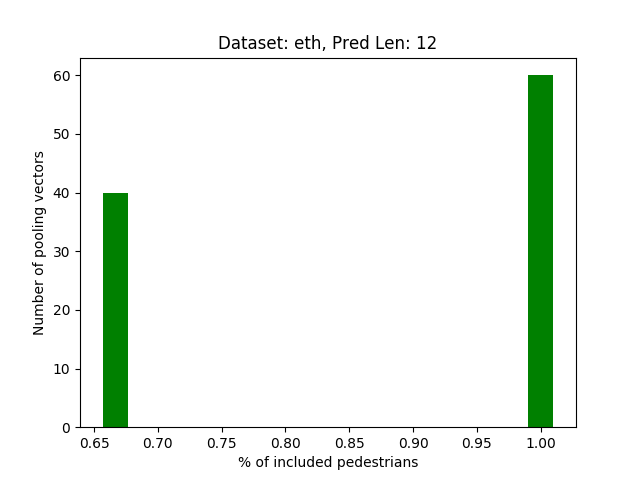 Dataset: eth, Pred Len: 12
Number of pooling vectors
60
50
40
30
20
10
0
0.65 0.70 0.75 0.80 0.85 0.90 0.95 1.00
% of included pedestrians